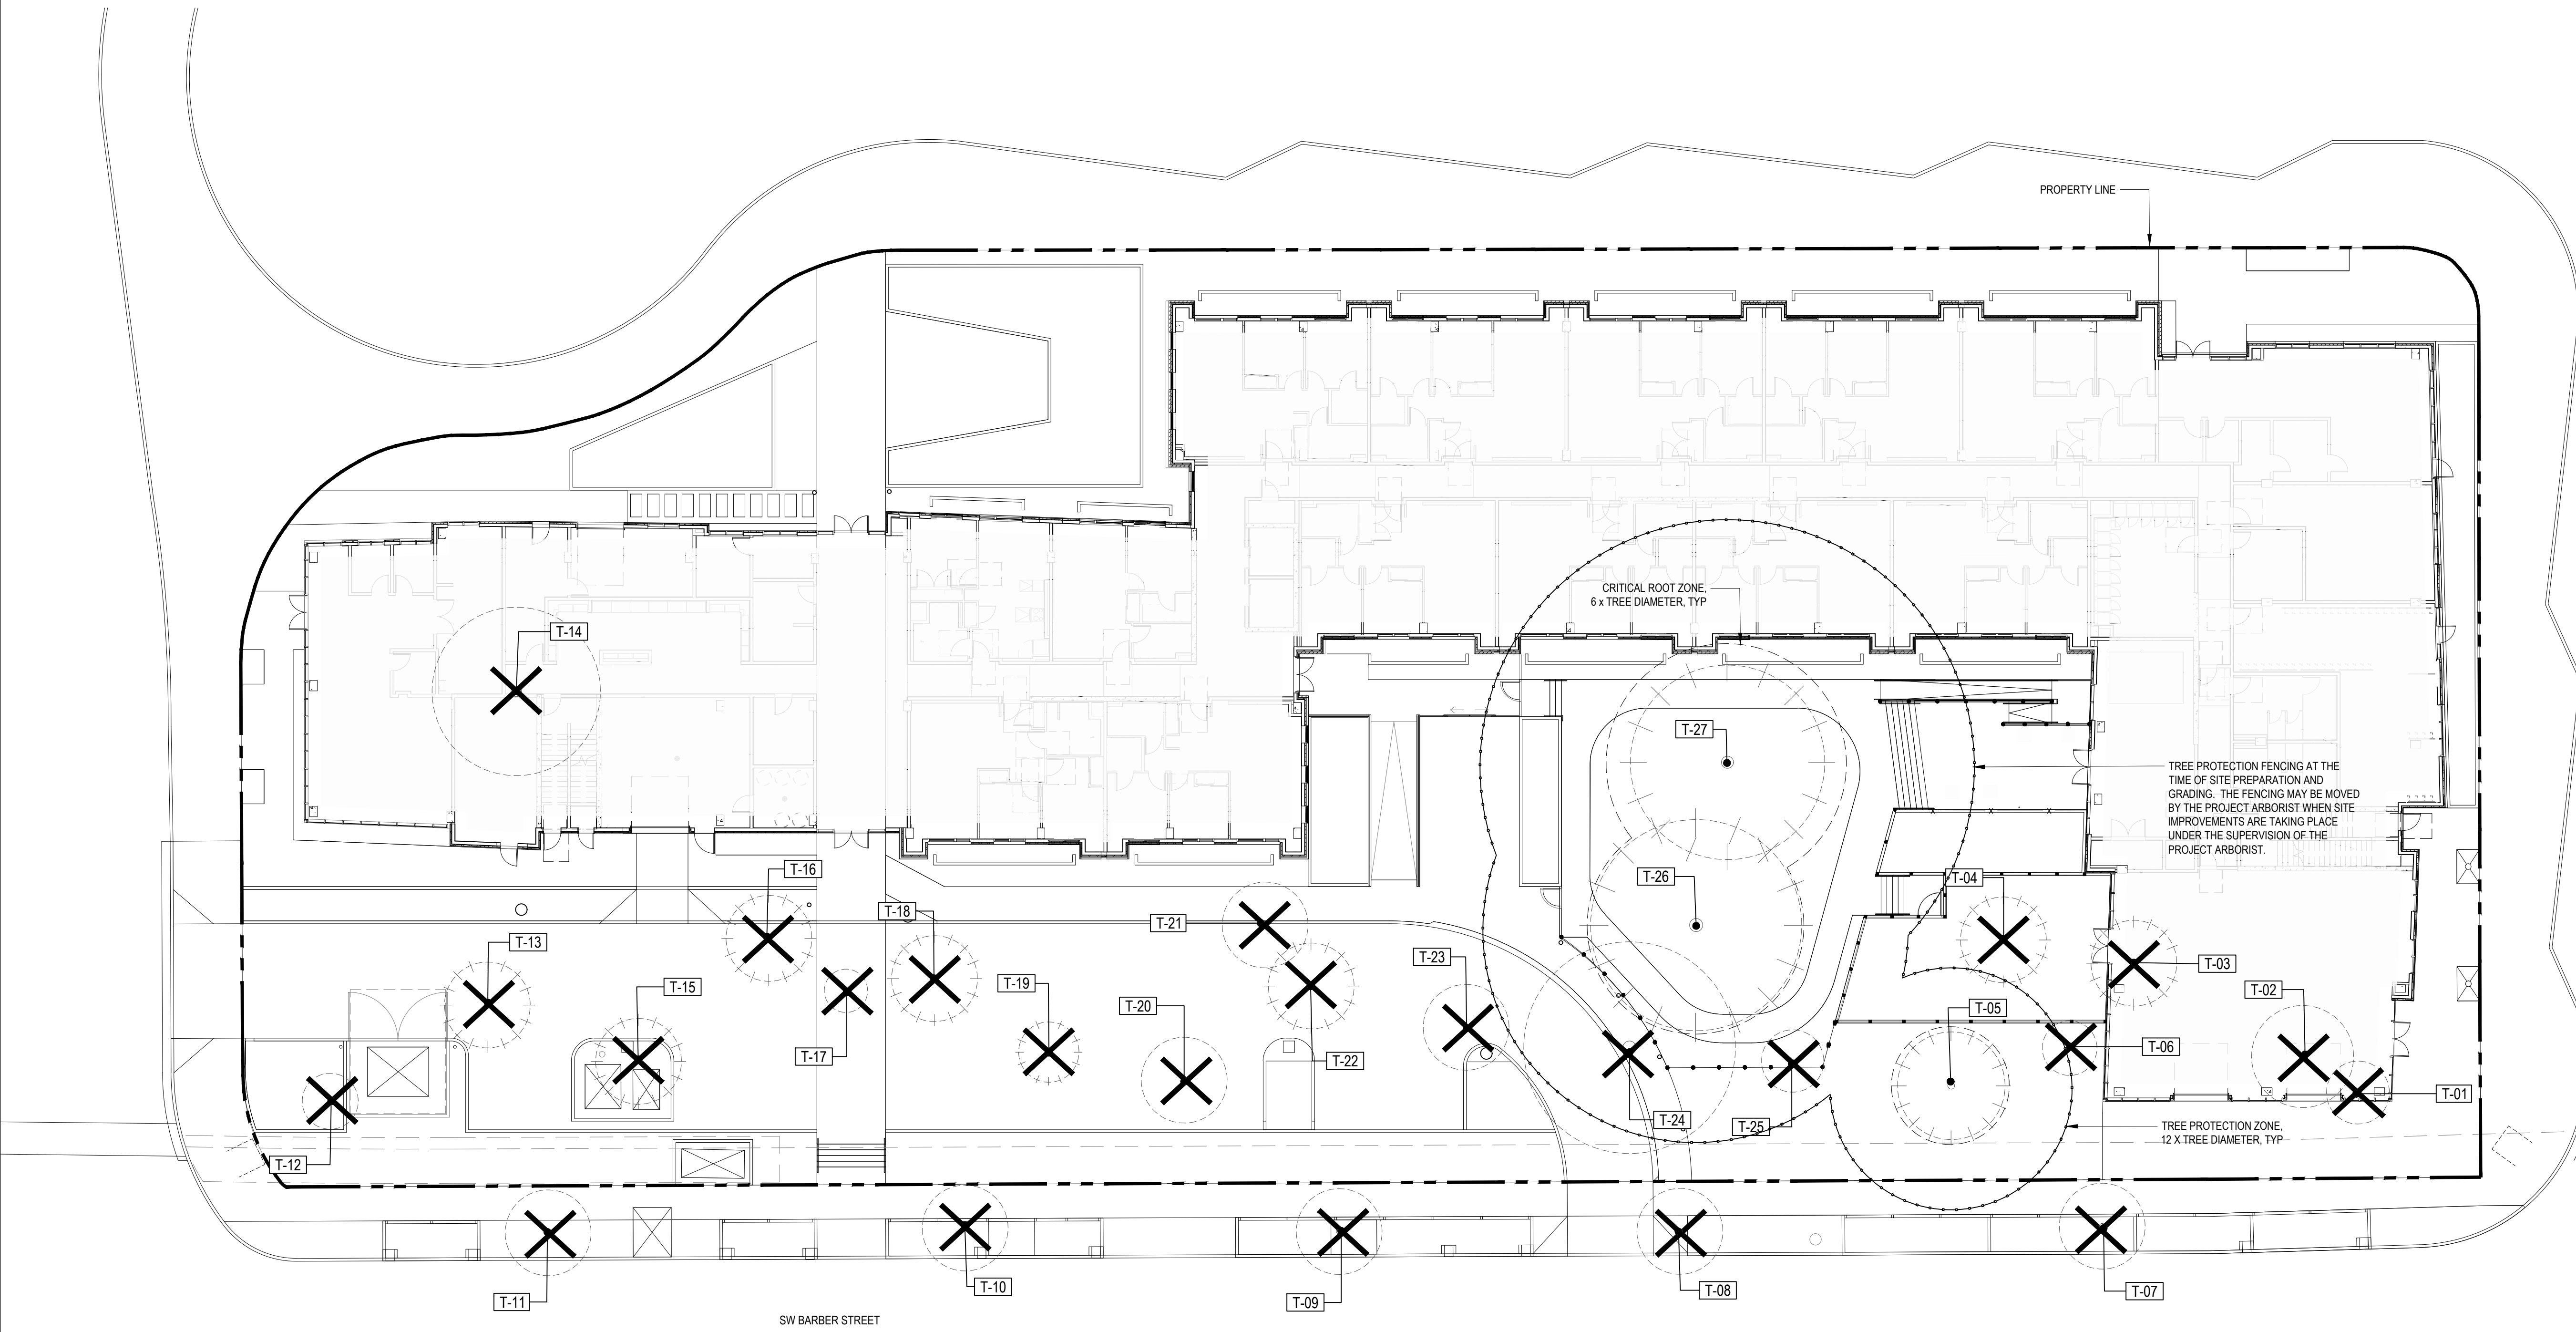 PROPERTY LINE
CRITICAL ROOT ZONE,
6 x TREE DIAMETER, TYP
T-14
T-27
TREE PROTECTION FENCING AT THE
TIME OF SITE PREPARATION AND
GRADING. THE FENCING MAY BE MOVED
BY THE PROJECT ARBORIST WHEN SITE
IMPROVEMENTS ARE TAKING PLACE
UNDER THE SUPERVISION OF THE
PROJECT ARBORIST.
T-16
T-26
T-04
T-18
T-21
T-13
T-23
T-03
T-15
T-19
T-02
T-20
T-05
T-17
T-22
T-06
T-01
T-24
T-25
TREE PROTECTION ZONE,
12 X TREE DIAMETER, TYP
T-12
T-10
T-08
T-07
T-11
T-09
SW BARBER STREET